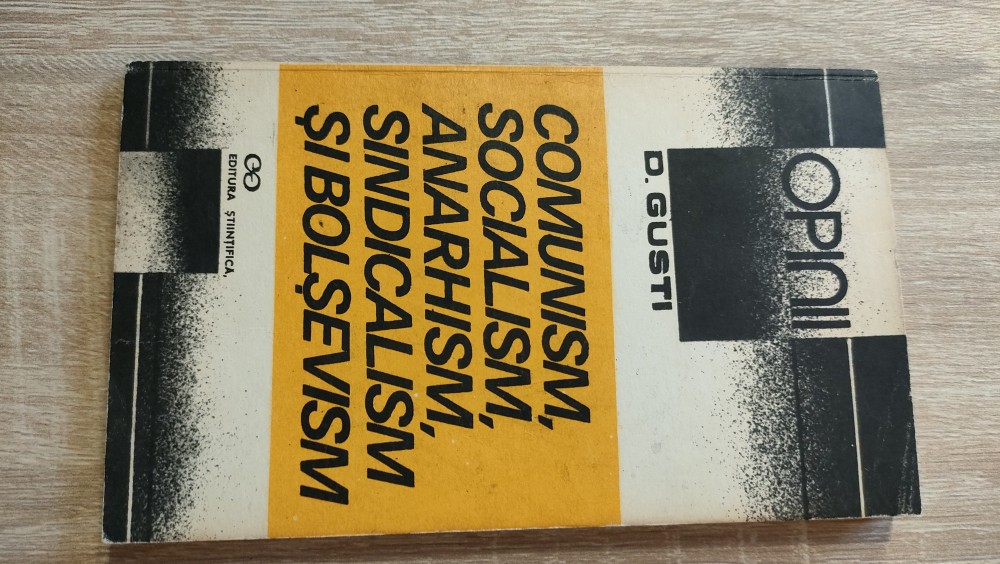 OPINII
D. GUSTI
COMUNISM,
SOCIALISM,
ANARHISM,
SINDICALISM
ŞI BOLŞEVISM
EDITURA ŞTIINŢIFICĂ,